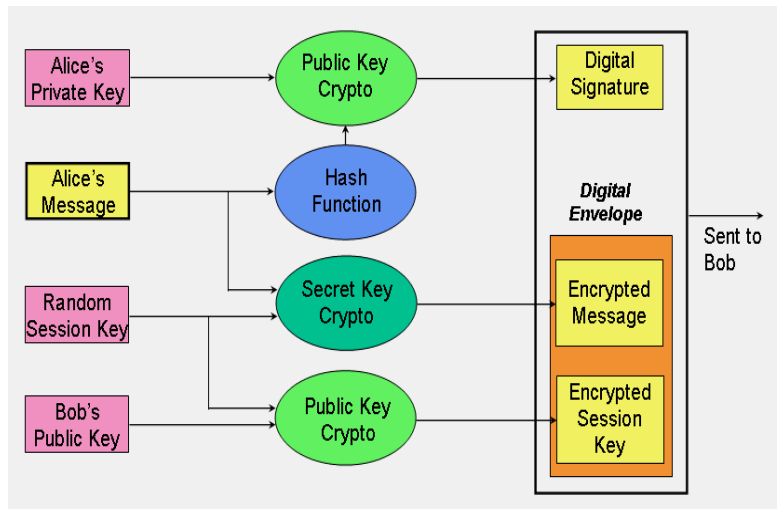 Alice's
Private Key
Public Key
Crypto
Digital
Signature
Alice's
Message
Hash
Function
Digital
Envelope
Sent to
Bob
Random
Session Key
Secret Key
Crypto
Encrypted
Message
Bob's
Public Key
Public Key
Crypto
Encrypted
Session
Key